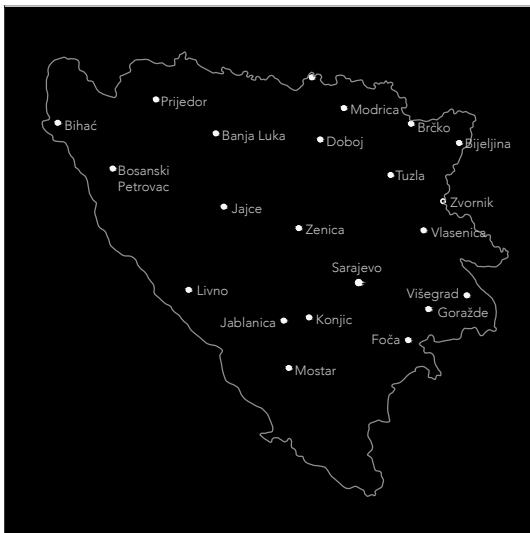 Prijedor
Modrica
Bihać
Banja Luka
Brčko
Doboj
Bijeljina
Bosanski
Petrovac
Tuzla
Jajce
Zvornik
Zenica
Vlasenica
Sarajevo
Livno
Višegrad
Goražde
Jablanica
Konjic
Foča
Mostar